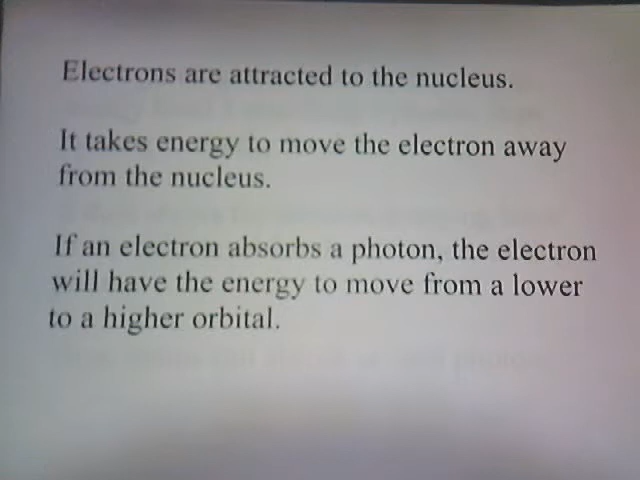 Electrons are attracted to the nucleus.
It takes energy to move the electron away
from the nucleus.
If an electron absorbs a photon, the electron
will have the energy to move from a lower
to a higher orbital.